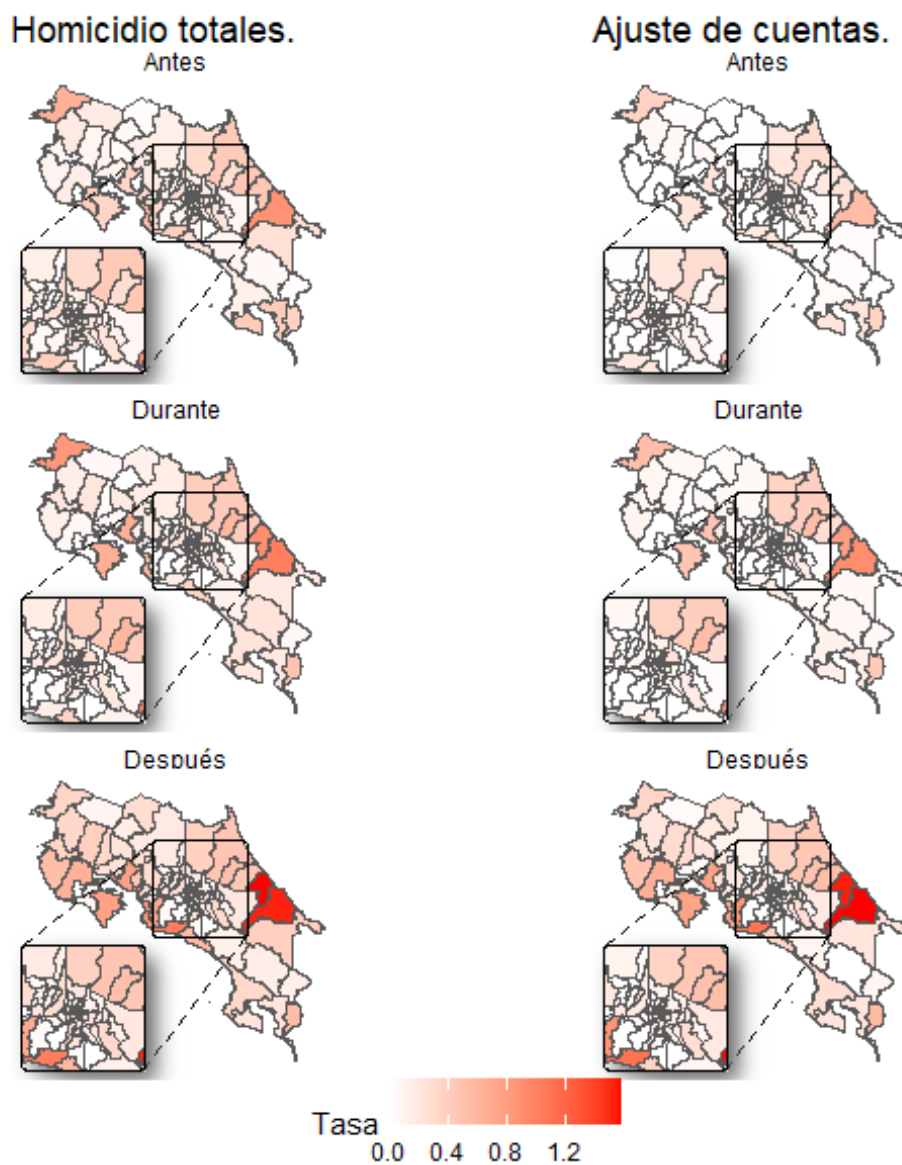 Homicidio totales.
Ajuste de cuentas.
Antes
Antes
Durante
Durante
Después
Después
Tasa
0.0 0.4 0.8 1.2